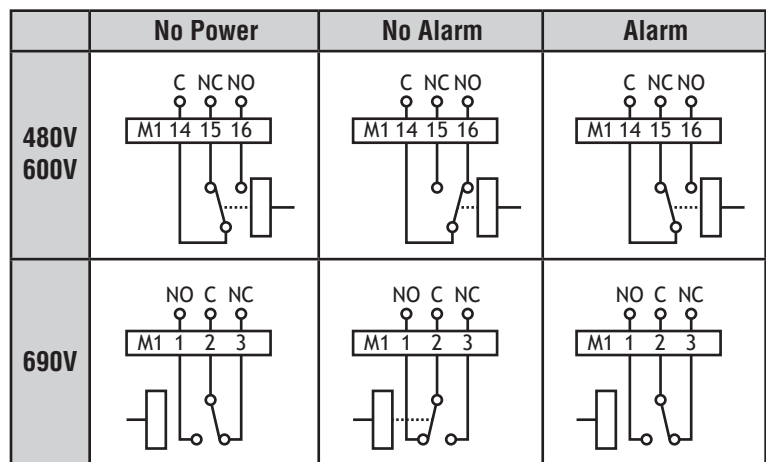 No Power No Alarm Alarm
480V
600V
C NC NO
M1 14 15 16
C NC NO
M1 14 15 16
C NC NO
M1 14 15 16
690V
NO C NC
M1 1 2 3
NO C NC
M1 1 2 3
NO C NC
M1 1 2 3